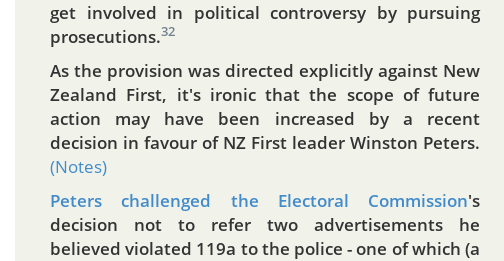 get involved in political controversy by pursuing
prosecutions.32
As the provision was directed explicitly against New
Zealand First, it's ironic that the scope of future
action may have been increased by a recent
decision in favour of NZ First leader Winston Peters.
(Notes)
Peters challenged the Electoral Commission's
decision not to refer two advertisements he
believed violated 119a to the police - one of which (a